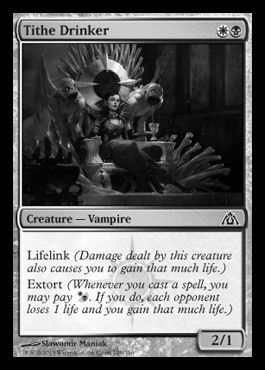 Tithe Drinker
Creature — Vampire
Lifelink (Damage dealt by this creature
also causes you to gain that much life.)
Extort (Whenever you cast a spell, you
may pay . If you do, each opponent
loses 1 life and you gain that much life.)
Slawomir Maniak
2/1